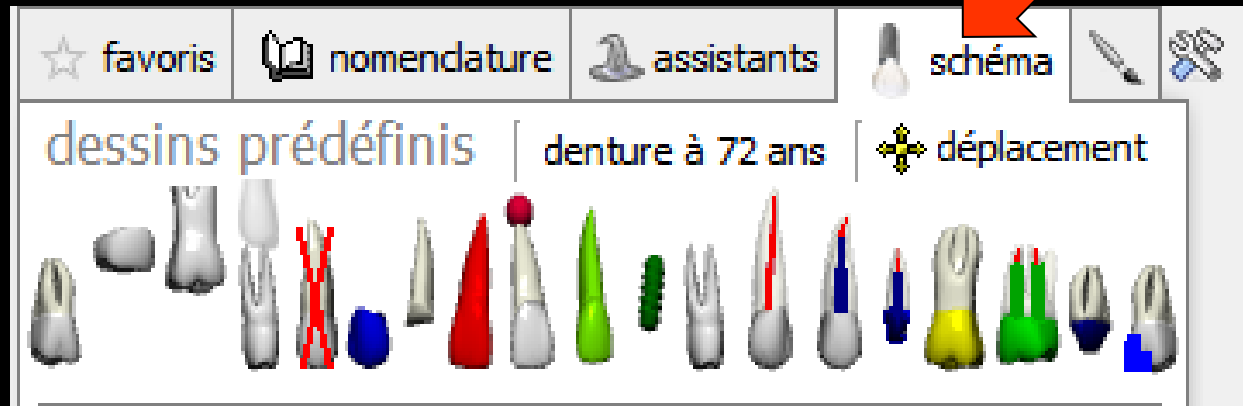 favoris nomenclature assistants schéma
dessins prédéfinis denture à 72 ans déplacement